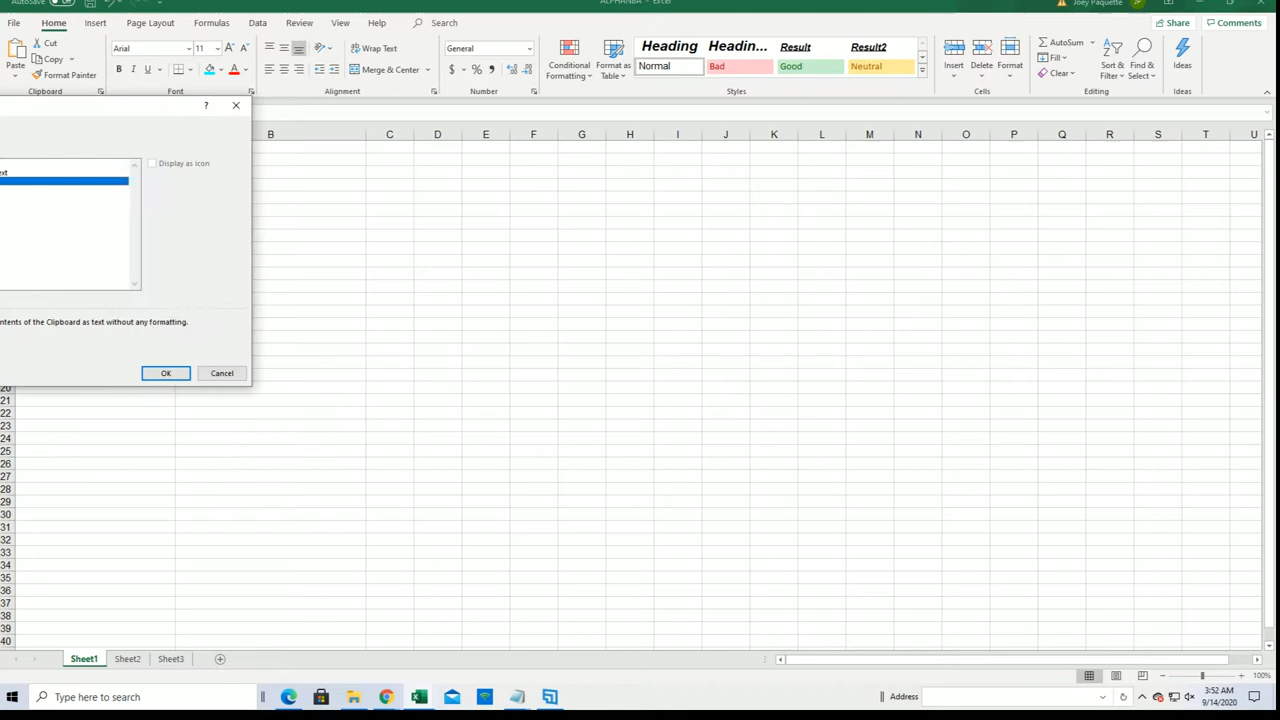 AutoSave Off ALPHANBA - Excel Joey Paquette JP
File Home Insert Page Layout Formulas Data Review View Help Search Share Comments
Cut Arial 11 Wrap Text General Heading Headin... Result Result2 AutoSum
Copy Fill
Paste Format Painter B I U Merge & Center $ % Conditional Formatting Format as Table Normal Bad Good Neutral Insert Delete Format Clear Sort & Filter Find & Select Ideas
Clipboard Font Alignment Number Styles Cells Editing Ideas
? ×
B C D E F G H I J K L M N O P Q R S T U
Display as icon
ext
ntents of the Clipboard as text without any formatting.
OK Cancel
20
21
22
23
24
25
26
27
28
29
30
31
32
33
34
35
36
37
38
39
40
Sheet1 Sheet2 Sheet3
100%
Type here to search Address 3:52 AM
9/14/2020